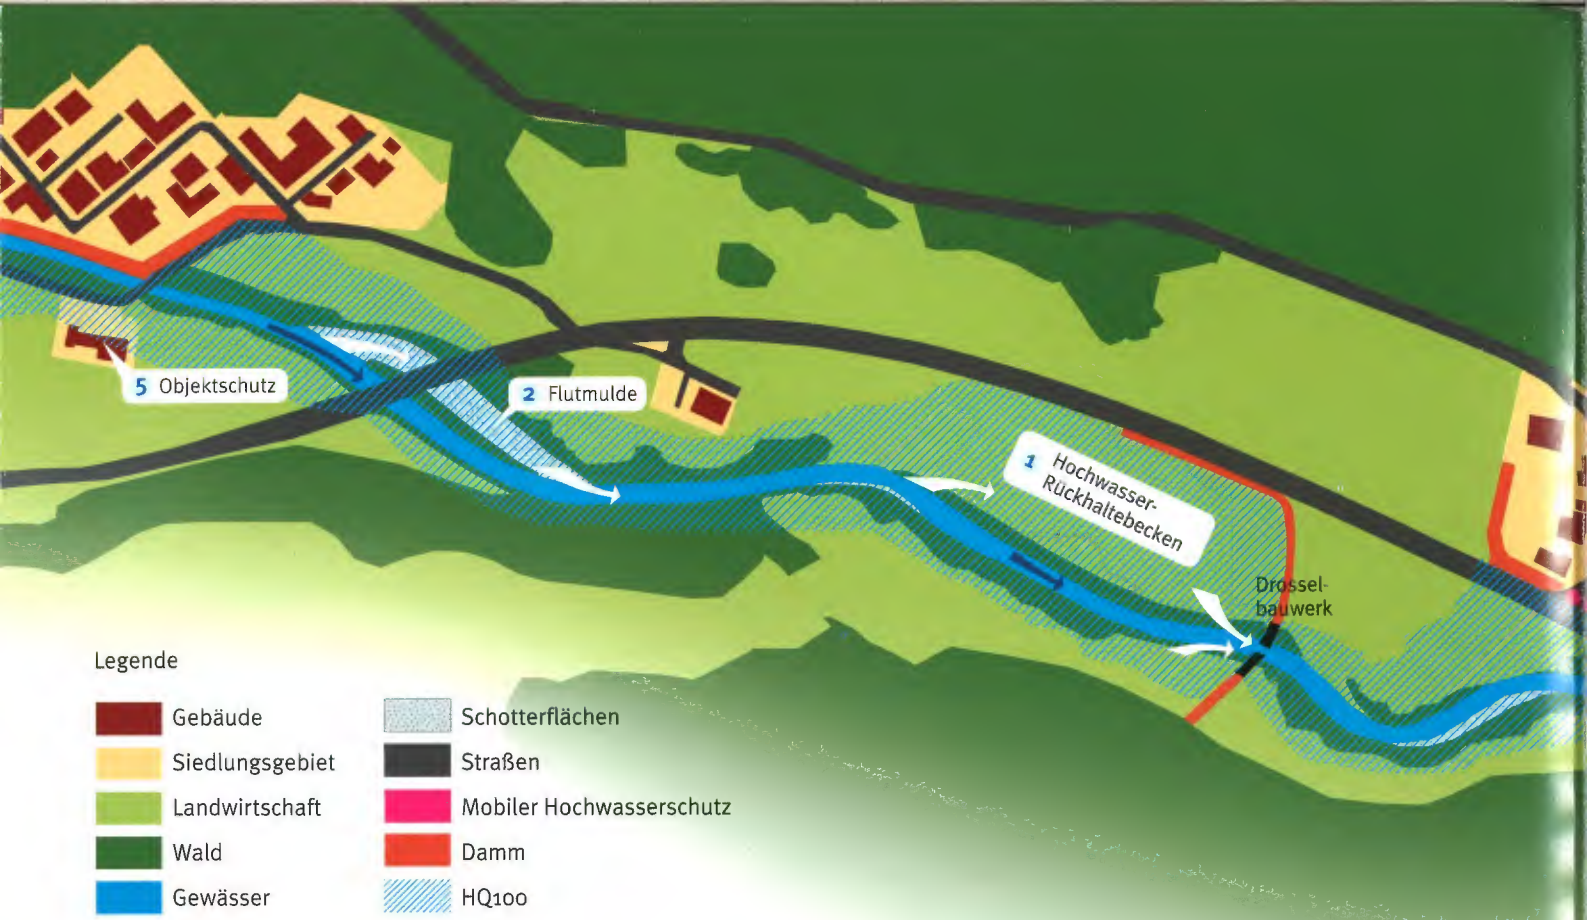 5 Objektschutz
2 Flutmulde
1 Hochwasser-
Rückhaltebecken
Drossel-
bauwerk
Legende
Gebäude
Siedlungsgebiet
Landwirtschaft
Wald
Gewässer
Schotterflächen
Straßen
Mobiler Hochwasserschutz
Damm
HQ100